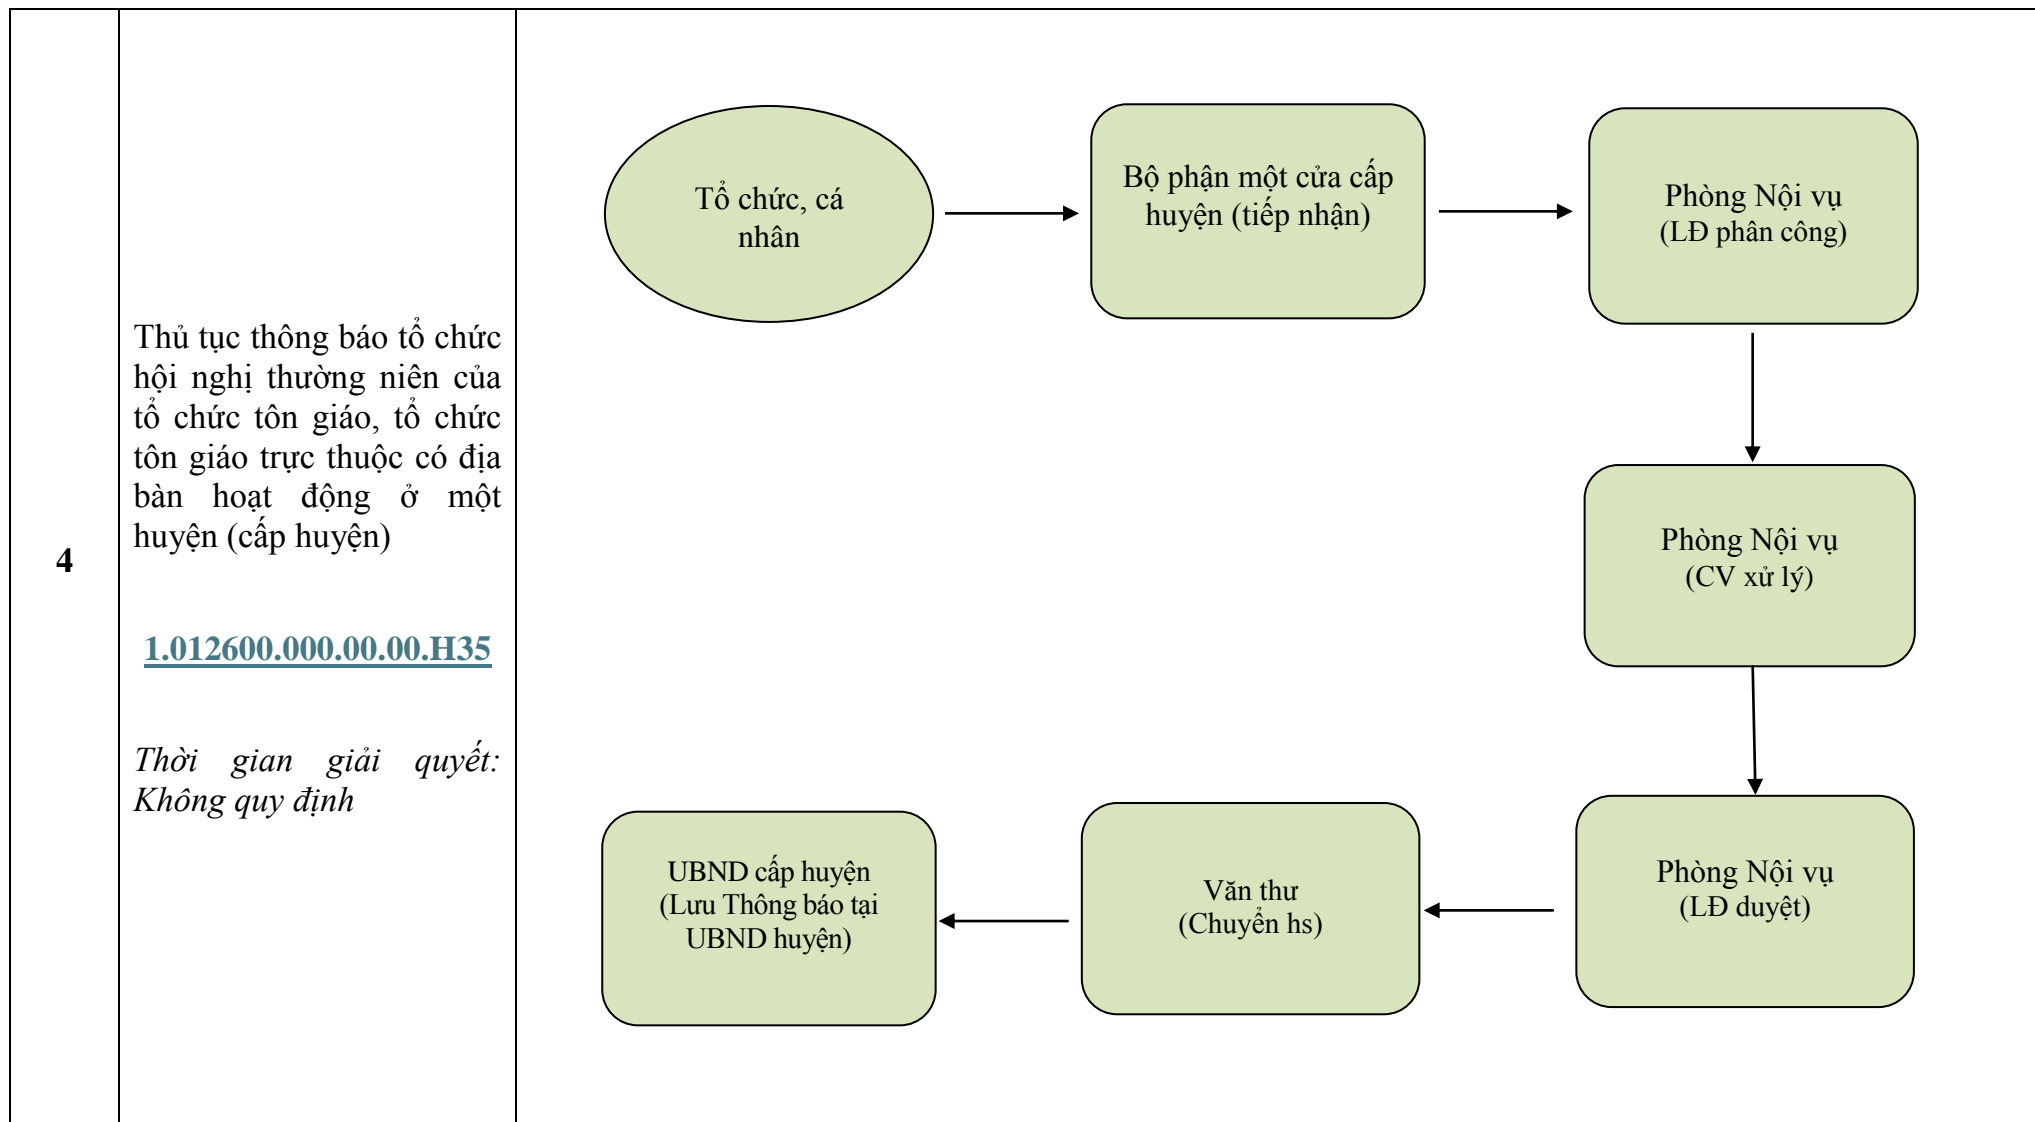 4
Thủ tục thông báo tổ chức
hội nghị thường niên của
tổ chức tôn giáo, tổ chức
tôn giáo trực thuộc có địa
bàn hoạt động ở một
huyện (cấp huyện)
1.012600.000.00.00.H35
Thời gian giải quyết:
Không quy định
Tổ chức, cá
nhân
Bộ phận một cửa cấp
huyện (tiếp nhận)
Phòng Nội vụ
(LĐ phân công)
Phòng Nội vụ
(CV xử lý)
Phòng Nội vụ
(LĐ duyệt)
Văn thư
(Chuyển hs)
UBND cấp huyện
(Lưu Thông báo tại
UBND huyện)